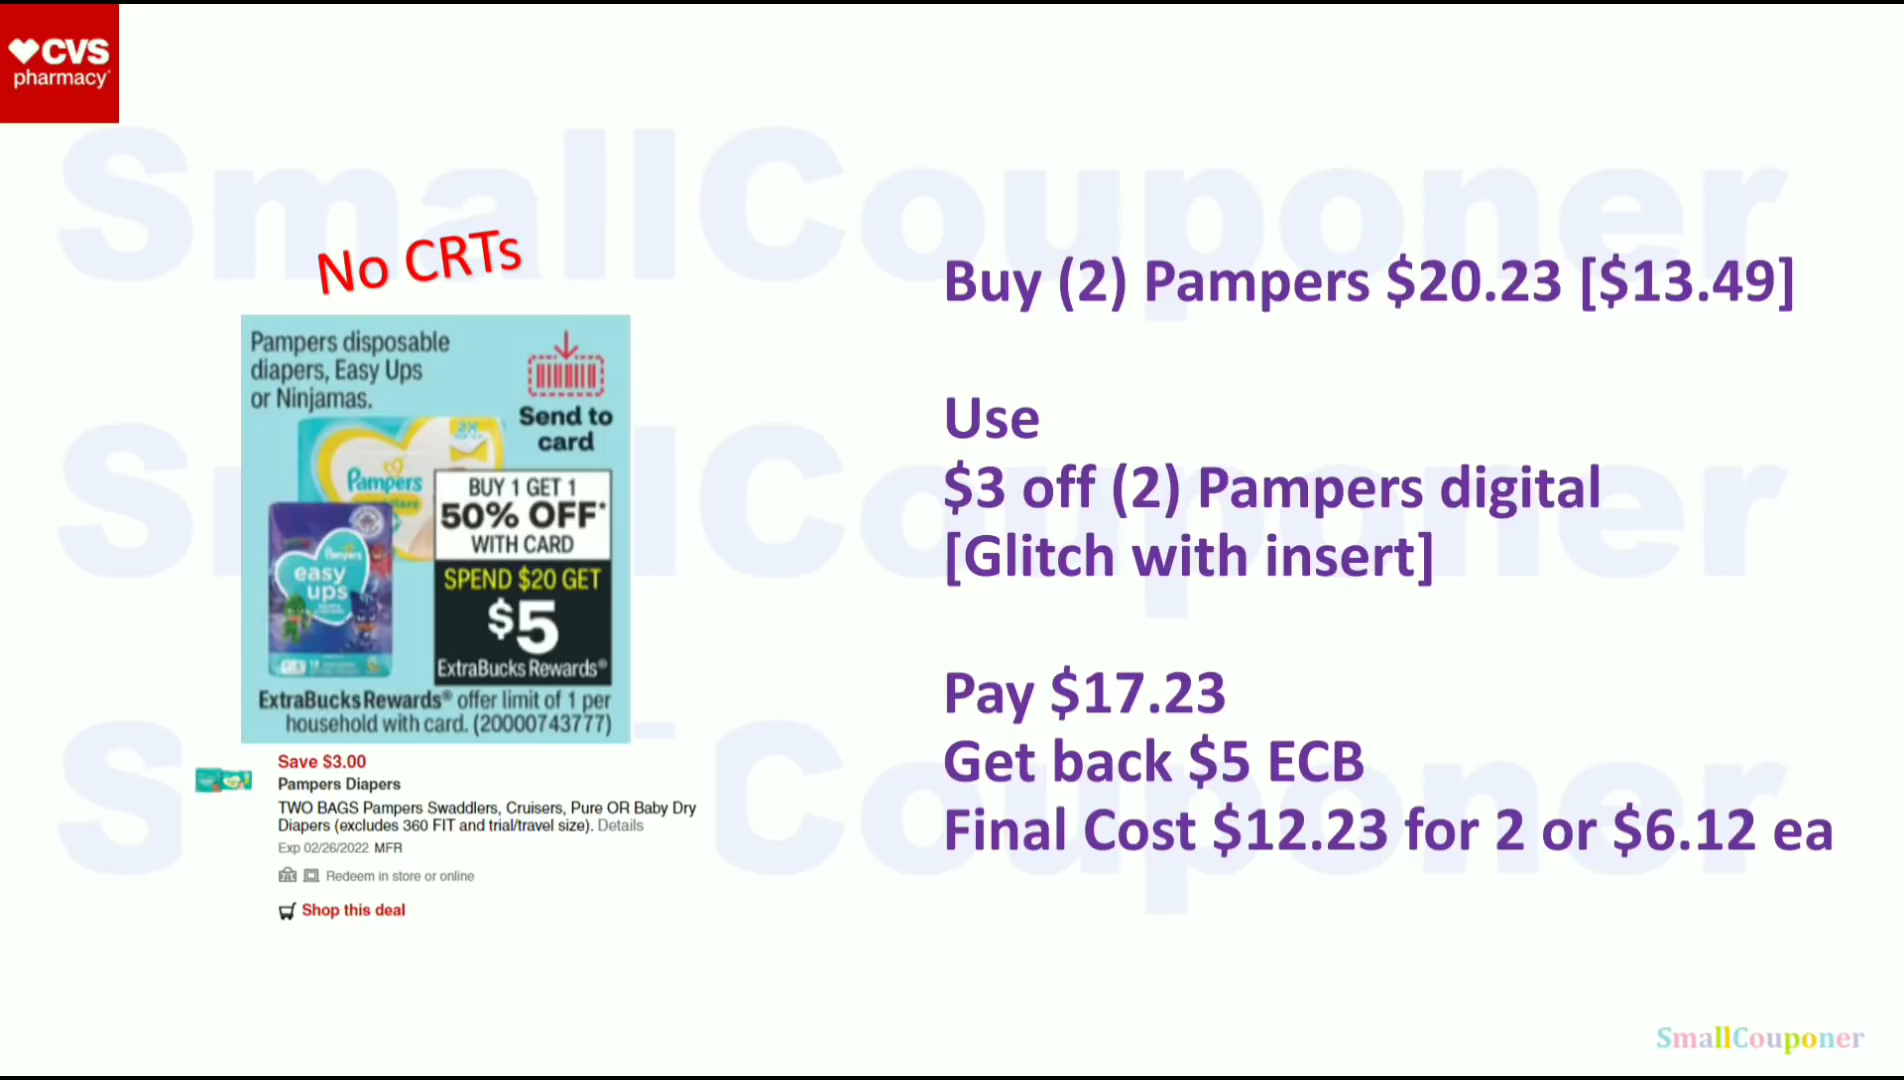 CVS
pharmacy
SmallCouponer
No CRTs
Buy (2) Pampers $20.23 [$13.49]
Pampers disposable
diapers, Easy Ups
or Ninjamas.
Send to
card
Pampers
BUY 1 GET 1
50% OFF*
WITH CARD
SPEND $20 GET
$5
ExtraBucks Rewards®
Pampers
easy
ups
ExtraBucks Rewards® offer limit of 1 per
household with card. (20000743777)
Save $3.00
Pampers Diapers
TWO BAGS Pampers Swaddlers, Cruisers, Pure OR Baby Dry
Diapers (excludes 360 FIT and trial/travel size). Details
Exp 02/26/2022 MFR
Redeem in store or online
Shop this deal
Use
$3 off (2) Pampers digital
[Glitch with insert]
Pay $17.23
Get back $5 ECB
Final Cost $12.23 for 2 or $6.12 ea
SmallCouponer